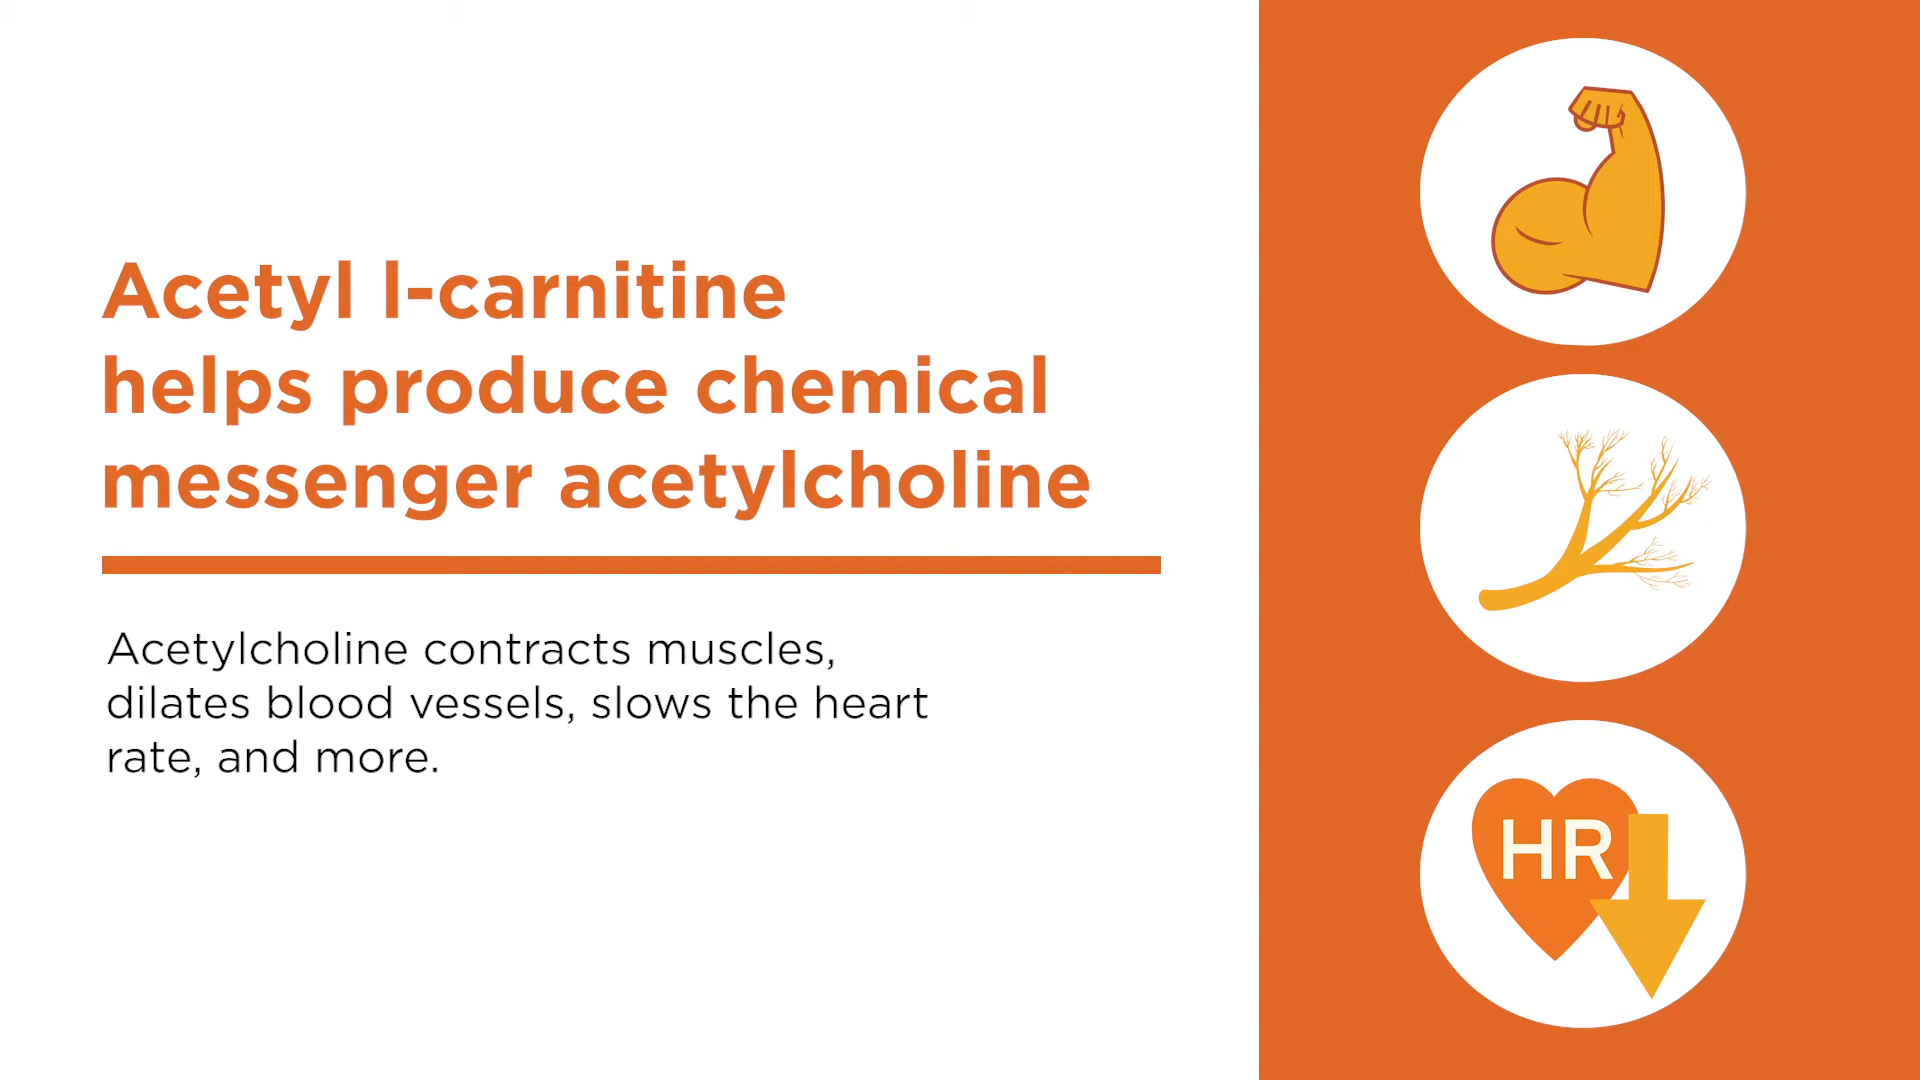 Acetyl l-carnitine
helps produce chemical
messenger acetylcholine
Acetylcholine contracts muscles,
dilates blood vessels, slows the heart
rate, and more.
HR